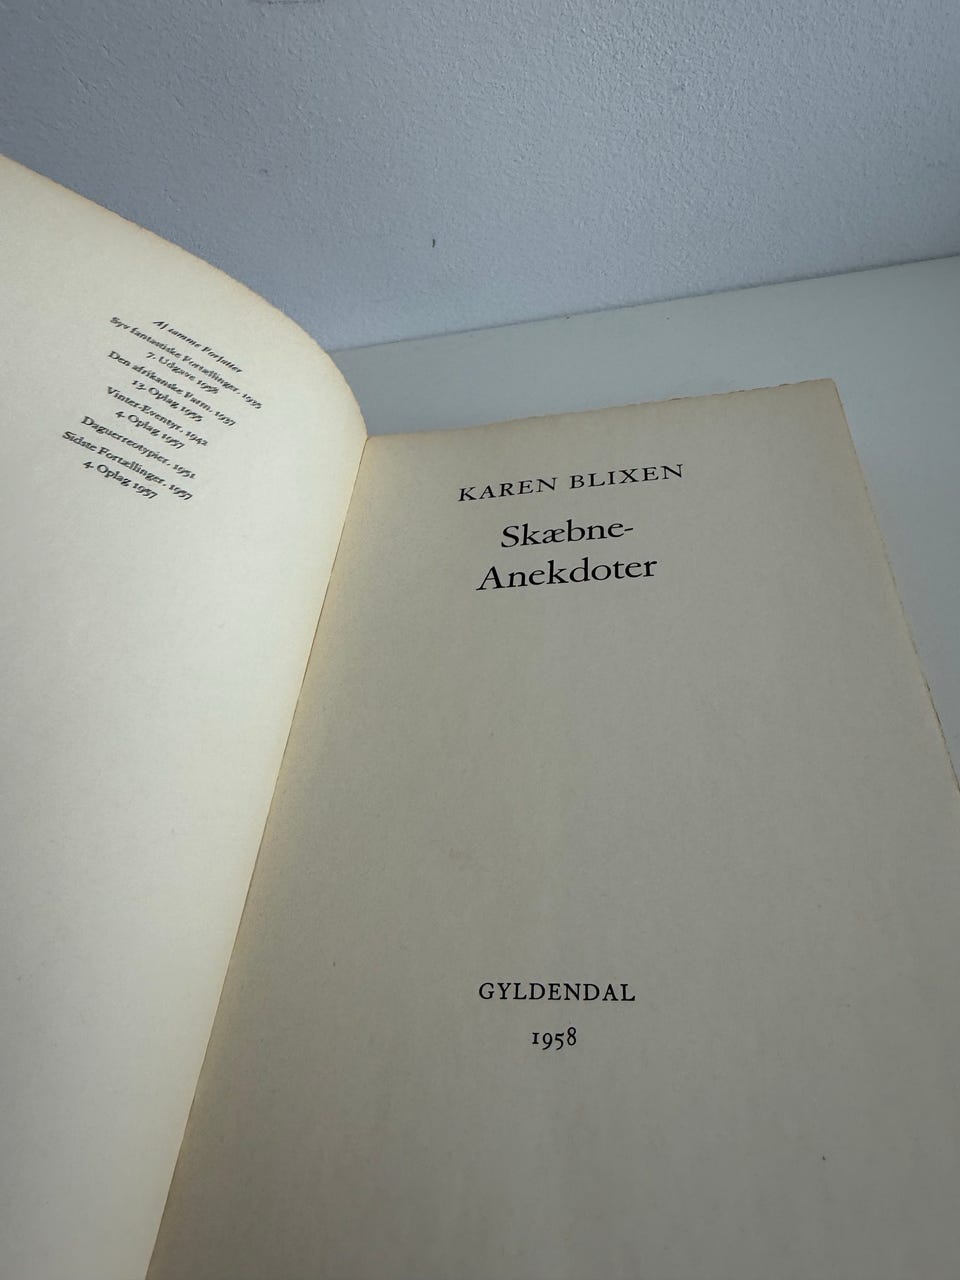 Af samme Forfatter
Syv fantastiske Fortællinger, 1935
7. Udgave 1958
Den afrikanske Farm, 1937
13. Oplag 1955
Vinter-Eventyr, 1942
4. Oplag 1957
Daguerreotypier, 1951
Sidste Fortællinger, 1957
4. Oplag 1957
KAREN BLIXEN
Skæbne-
Anekdoter
GYLDENDAL
1958